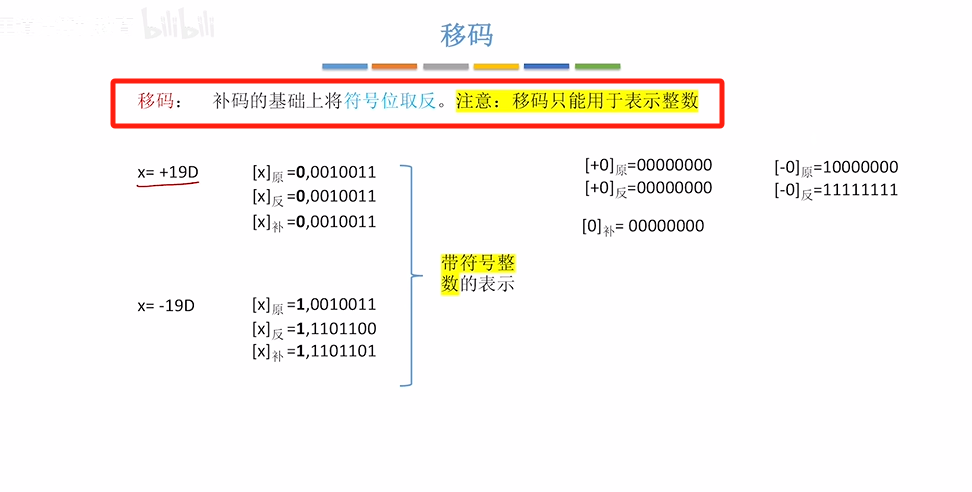 bilibili
移码
移码： 补码的基础上将符号位取反。注意：移码只能用于表示整数
x= +19D
[x]原 =0,0010011
[x]反 =0,0010011
[x]补 =0,0010011
x= -19D
[x]原 =1,0010011
[x]反 =1,1101100
[x]补 =1,1101101
带符号整
数的表示
[+0]原=00000000
[+0]反=00000000
[0]补= 00000000
[-0]原=10000000
[-0]反=11111111